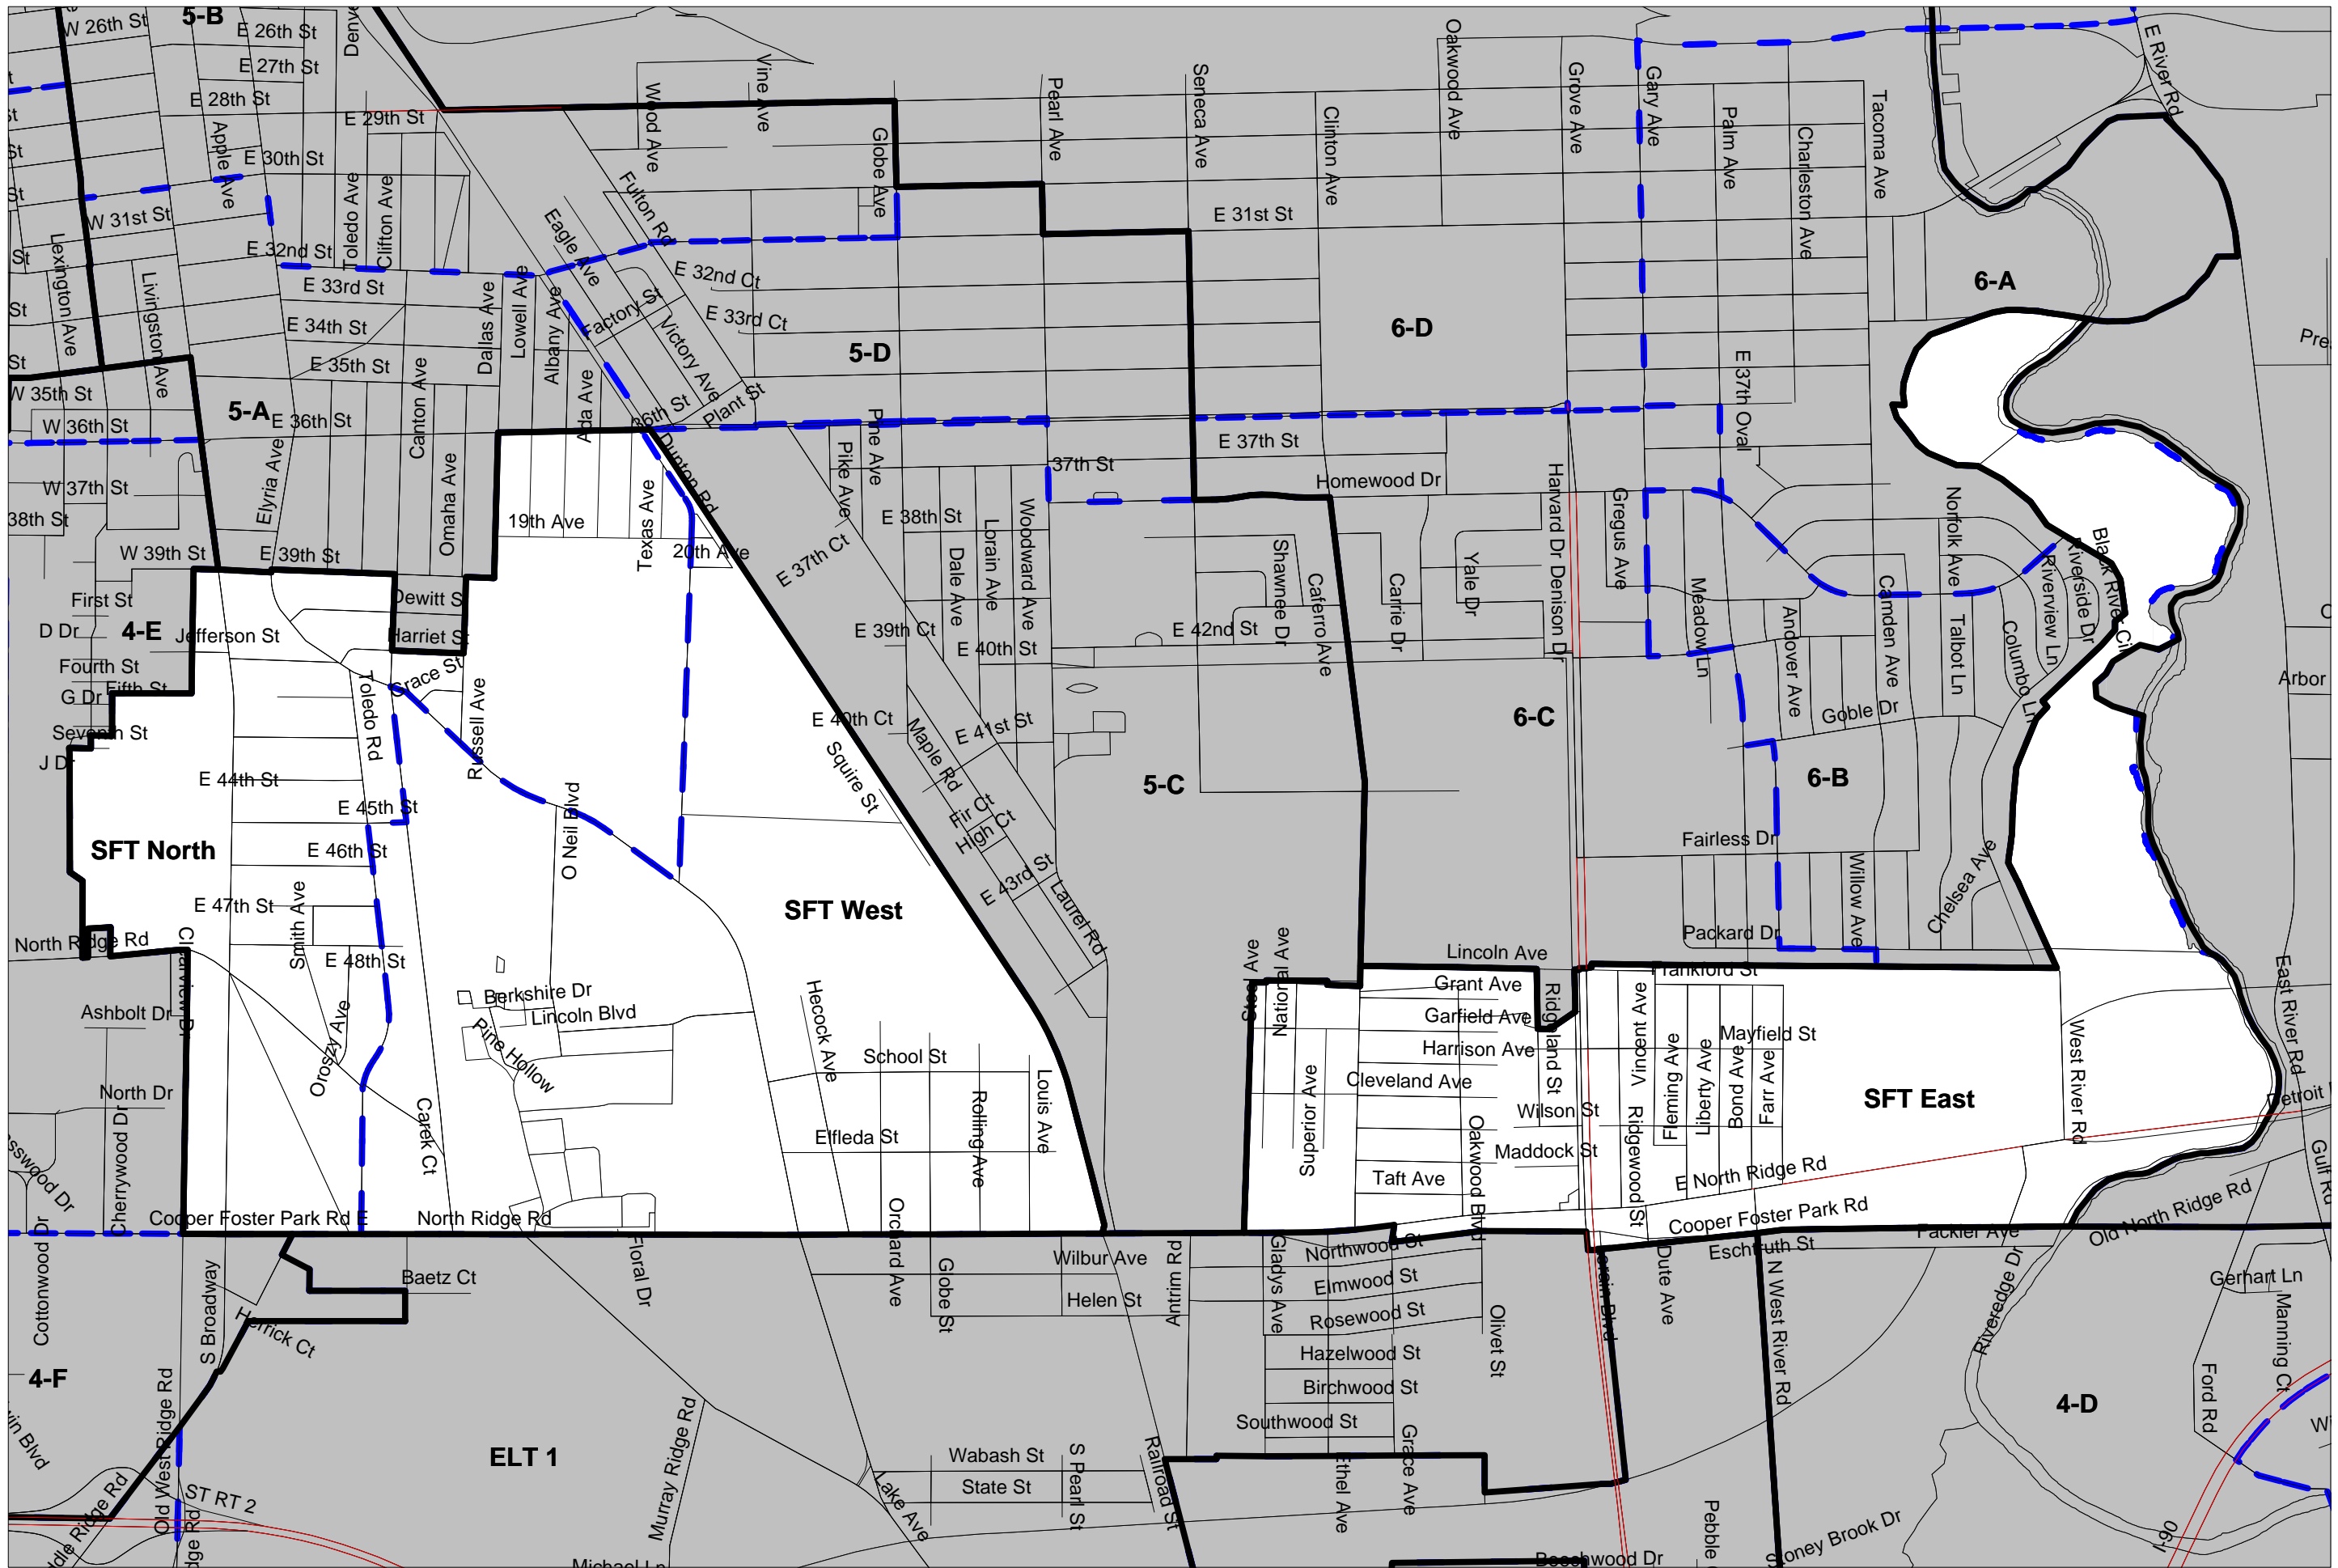 W 26th St
5-B
E 26th St
E 27th St
E 28th St
E 29th St
Apple Ave
E 30th St
W 31st St
E 32nd St
Toledo Ave
Clifton Ave
E 33rd St
E 34th St
E 35th St
Lexington Ave
Livingston Ave
W 35th St
W 36th St
5-A
E 36th St
Canton Ave
Dallas Ave
Lowell Ave
Albany Ave
Ada Ave
Omaha Ave
Elyria Ave
W 37th St
38th St
W 39th St
E 39th St
Wood Ave
Vine Ave
Globe Ave
Pearl Ave
Seneca Ave
Clinton Ave
Oakwood Ave
Grove Ave
Gary Ave
Palm Ave
Charleston Ave
Tacoma Ave
E River Rd
Fulton Rd
Eagle Ave
E 31st St
E 32nd Ct
E 33rd Ct
Factory St
Victory Ave
Plant St
36th St
5-D
6-D
6-A
E 37th Oval
Dunton Rd
Pike Ave
Pine Ave
37th St
E 37th St
Homewood Dr
19th Ave
20th Ave
Texas Ave
E 37th Ct
E 38th St
Dale Ave
Lorain Ave
Woodward Ave
E 39th Ct
E 40th St
E 42nd St
Shawnee Dr
Caferro Ave
Carrie Dr
Yale Dr
Harvard Dr
Denison Dr
Gregus Ave
Meadow Ln
Andover Ave
Camden Ave
Norfolk Ave
Talbot Ln
Columbo Ln
Riverview Ln
Riverside Dr
Black River Cir
First St
D Dr
4-E
Jefferson St
Fourth St
Fifth St
G Dr
Seventh St
J Dr
Dewitt S
Harriet St
Grace St
Toledo Rd
Russell Ave
E 44th St
E 45th St
E 46th St
E 47th St
E 48th St
O Neil Blvd
SFT North
SFT West
E 40th Ct
Squire St
Maple Rd
E 41st St
Fir Ct
High Ct
E 43rd St
Laurel Rd
5-C
6-C
6-B
Goble Dr
Fairless Dr
Willow Ave
Chelsea Ave
Packard Dr
Arbor
Smith Ave
North Ridge Rd
Clearview Dr
Ashbolt Dr
North Dr
Cherrywood Dr
Cottonwood Dr
Oroszy Ave
Berkshire Dr
Lincoln Blvd
Pine Hollow
Carek Ct
Hecock Ave
School St
Elfleda St
Rolling Ave
Louis Ave
Orchard Ave
Steel Ave
National Ave
Superior Ave
Lincoln Ave
Grant Ave
Garfield Ave
Harrison Ave
Cleveland Ave
Wilson St
Maddock St
Taft Ave
Oakwood Blvd
Ridgeland St
Vincent Ave
Ridgewood St
Frankford St
Fleming Ave
Liberty Ave
Bond Ave
Farr Ave
Mayfield St
SFT East
West River Rd
East River Rd
E North Ridge Rd
Cooper Foster Park Rd
Cooper Foster Park Rd E
North Ridge Rd
Fackler Ave
Eschtruth St
Old North Ridge Rd
Gulf Rd
Wilbur Ave
Helen St
Globe St
Antrim Rd
Gladys Ave
Northwood St
Elmwood St
Rosewood St
Hazelwood St
Birchwood St
Southwood St
Olivet St
Dute Ave
N West River Rd
Riveredge Dr
Gerhart Ln
Manning Ct
Ford Rd
4-D
Baetz Ct
Floral Dr
Herrick Ct
S Broadway
4-F
Old West Ridge Rd
ELT 1
ST RT 2
Murray Ridge Rd
Lake Ave
Wabash St
State St
S Pearl St
Railroad St
Ethel Ave
Grace Ave
Beechwood Dr
Pebble
Stoney Brook Dr
I-90